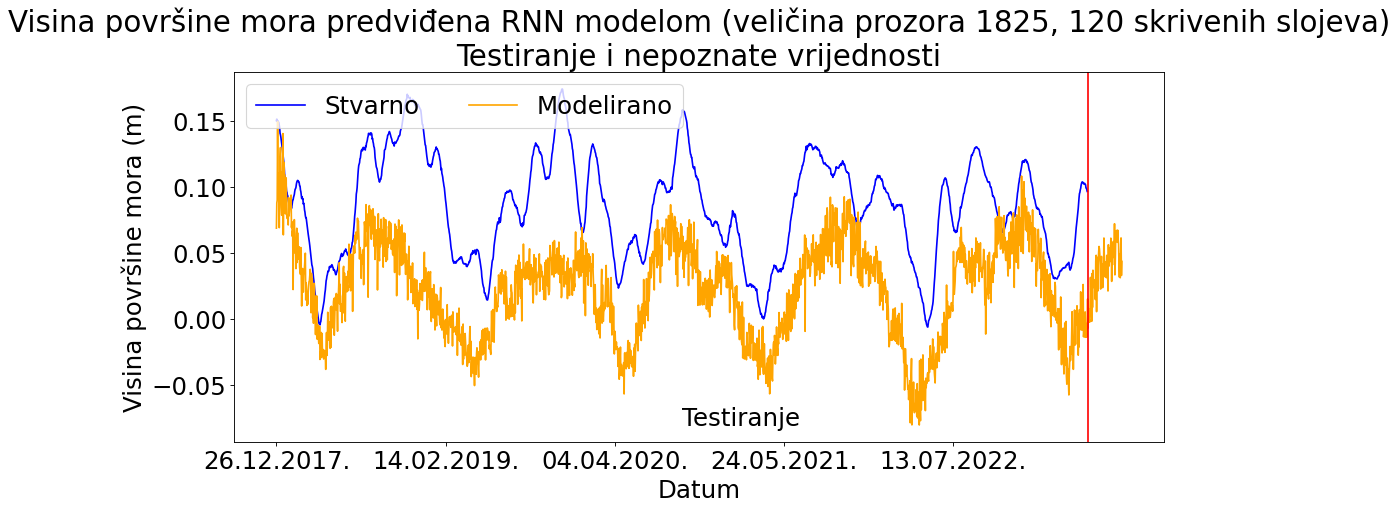 Visina površine mora predviđena RNN modelom (veličina prozora 1825, 120 skrivenih slojeva)
Testiranje i nepoznate vrijednosti
Stvarno Modelirano
Visina površine mora (m)
0.15
0.10
0.05
0.00
−0.05
Testiranje
26.12.2017. 14.02.2019. 04.04.2020. 24.05.2021. 13.07.2022.
Datum